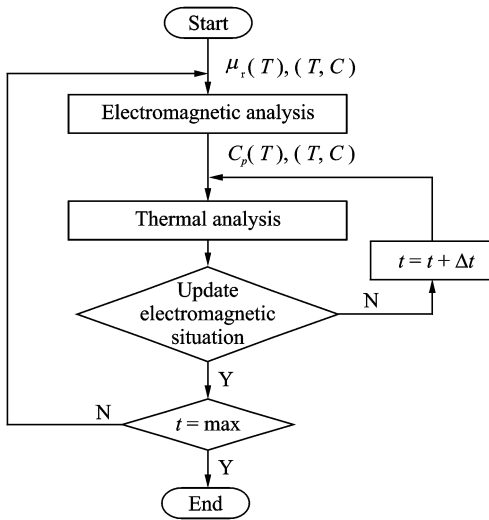 Start
μr(T), (T, C)
Electromagnetic analysis
Cp(T), (T, C)
Thermal analysis
t = t + Δt
Update
electromagnetic
situation
N
Y
N
t = max
Y
End